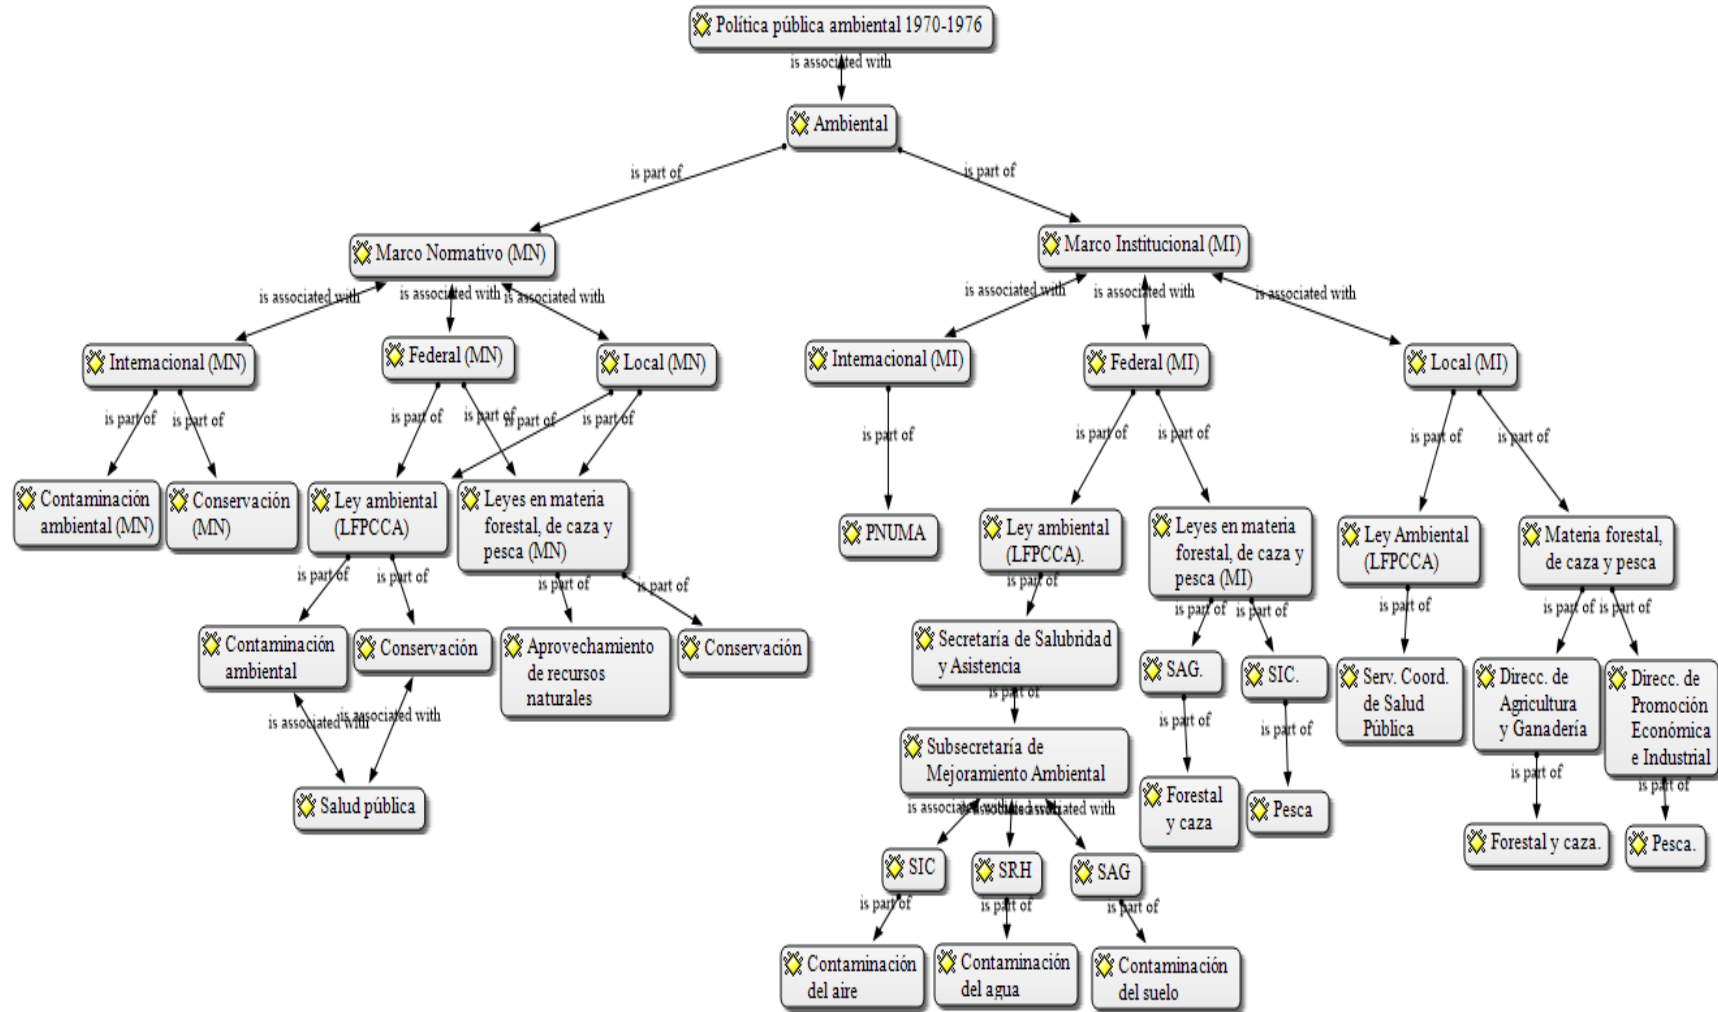 Política pública ambiental 1970-1976
is associated with
Ambiental
is part of
is part of
Marco Normativo (MN)
Marco Institucional (MI)
is associated with
is associated with
is associated with
is associated with
is associated with
is associated with
Internacional (MN)
Federal (MN)
Local (MN)
Internacional (MI)
Federal (MI)
Local (MI)
is part of
is part of
is part of
is part of
is part of
is part of
is part of
is part of
is part of
is part of
is part of
Contaminación
ambiental (MN)
Conservación
(MN)
Ley ambiental
(LFPCCA)
Leyes en materia
forestal, de caza y
pesca (MN)
PNUMA
Ley ambiental
(LFPCCA).
Leyes en materia
forestal, de caza y
pesca (MI)
Ley Ambiental
(LFPCCA)
Materia forestal,
de caza y pesca
is part of
is part of
is part of
is part of
is part of
is part of
is part of
is part of
is part of
is part of
Contaminación
ambiental
Conservación
Aprovechamiento
de recursos
naturales
Conservación
Secretaría de Salubridad
y Asistencia
SAG.
SIC.
Serv. Coord.
de Salud
Pública
Direcc. de
Agricultura
y Ganadería
Direcc. de
Promoción
Económica
e Industrial
is associated with
is associated with
is part of
is part of
is part of
is part of
is part of
Salud pública
Subsecretaría de
Mejoramiento Ambiental
Forestal
y caza
Pesca
Forestal y caza.
Pesca.
is associated with
is associated with
is associated with
SIC
SRH
SAG
is part of
is part of
is part of
Contaminación
del aire
Contaminación
del agua
Contaminación
del suelo